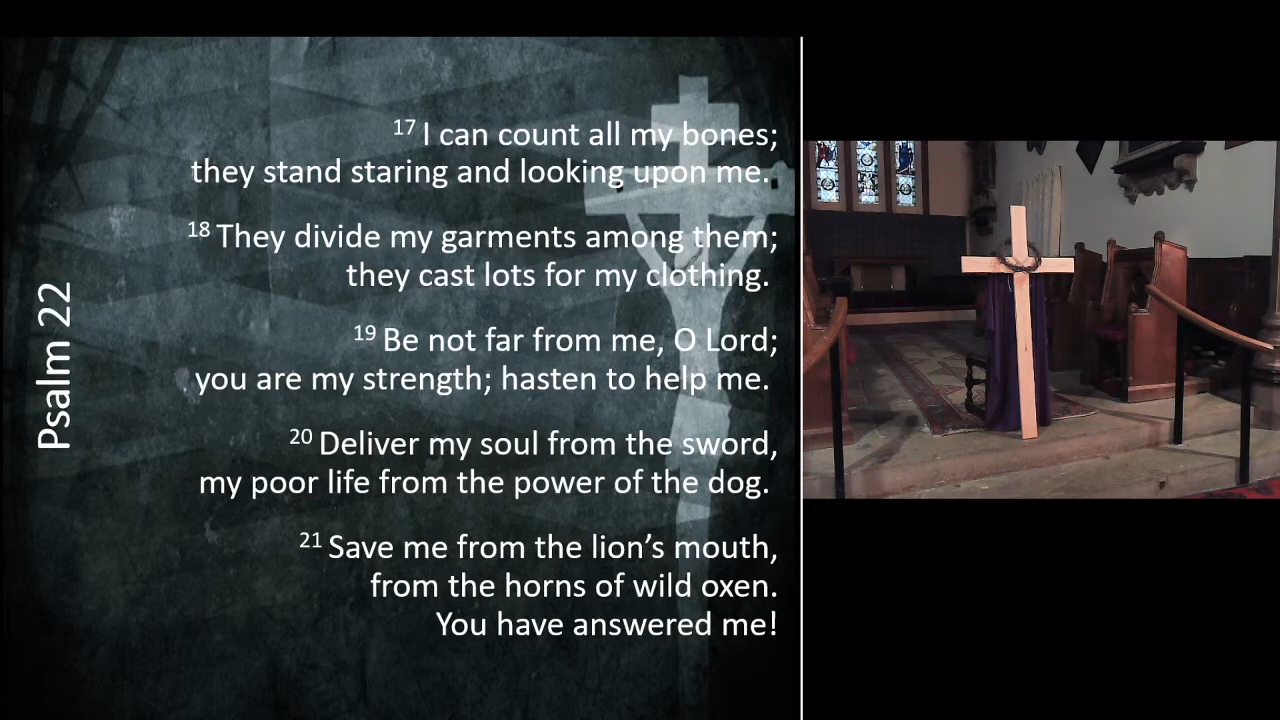 Psalm 22
17 I can count all my bones;
they stand staring and looking upon me.
18 They divide my garments among them;
they cast lots for my clothing.
19 Be not far from me, O Lord;
you are my strength; hasten to help me.
20 Deliver my soul from the sword,
my poor life from the power of the dog.
21 Save me from the lion’s mouth,
from the horns of wild oxen.
You have answered me!